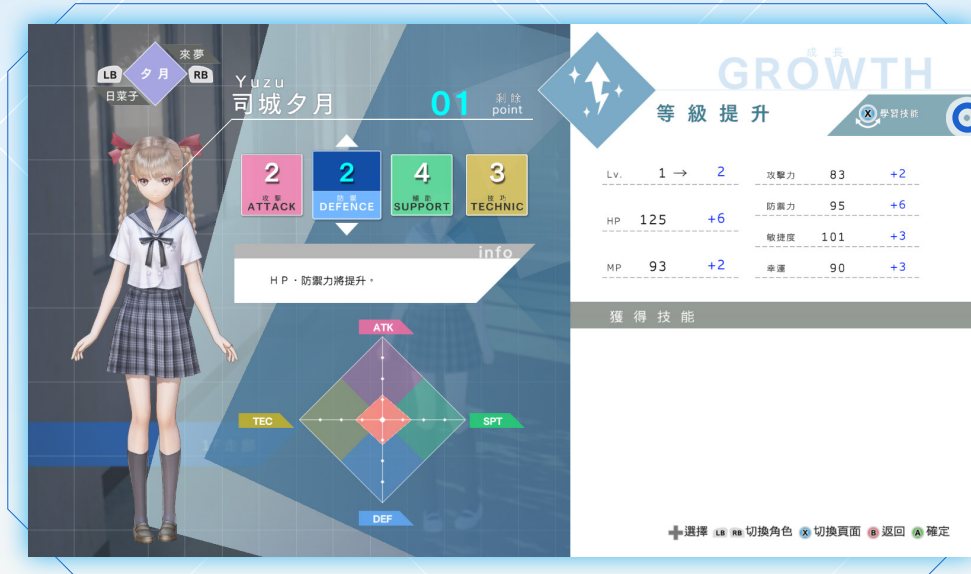 來夢
LB 夕月 RB
日菜子
Yuzu
司城夕月
01 剩餘 point
2 攻擊 ATTACK
2 防禦 DEFENCE
4 輔助 SUPPORT
3 技巧 TECHNIC
info
HP・防禦力將提升。
ATK
TEC
SPT
DEF
成長
GROWTH
等級提升
X 學習技能
Lv. 1 → 2
HP 125 +6
MP 93 +2
攻擊力 83 +2
防禦力 95 +6
敏捷度 101 +3
幸運 90 +3
獲得技能
選擇 LB RB 切換角色 X 切換頁面 B 返回 A 確定